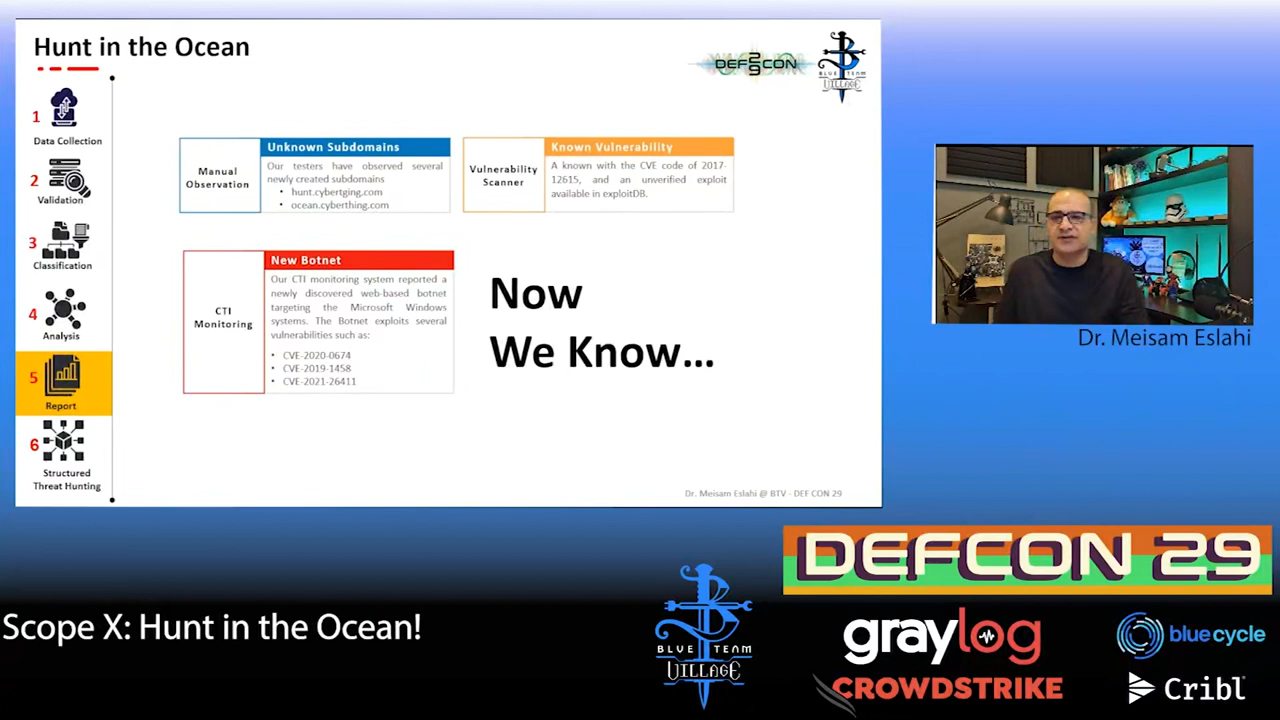 Hunt in the Ocean
DEFCON
29
BLUE TEAM
VILLAGE
1
Data Collection
2
Validation
3
Classification
4
Analysis
5
Report
6
Structured
Threat Hunting
Manual
Observation
Unknown Subdomains
Our testers have observed several
newly created subdomains
• hunt.cybertging.com
• ocean.cyberthing.com
Vulnerability
Scanner
Known Vulnerability
A known with the CVE code of 2017-
12615, and an unverified exploit
available in exploitDB.
CTI
Monitoring
New Botnet
Our CTI monitoring system reported a
newly discovered web-based botnet
targeting the Microsoft Windows
systems. The Botnet exploits several
vulnerabilities such as:
• CVE-2020-0674
• CVE-2019-1458
• CVE-2021-26411
Now
We Know...
Dr. Meisam Eslahi @ BTV - DEF CON 29
Dr. Meisam Eslahi
DEFCON 29
Scope X: Hunt in the Ocean!
BLUE TEAM
VILLAGE
graylog
bluecycle
CROWDSTRIKE
Cribl